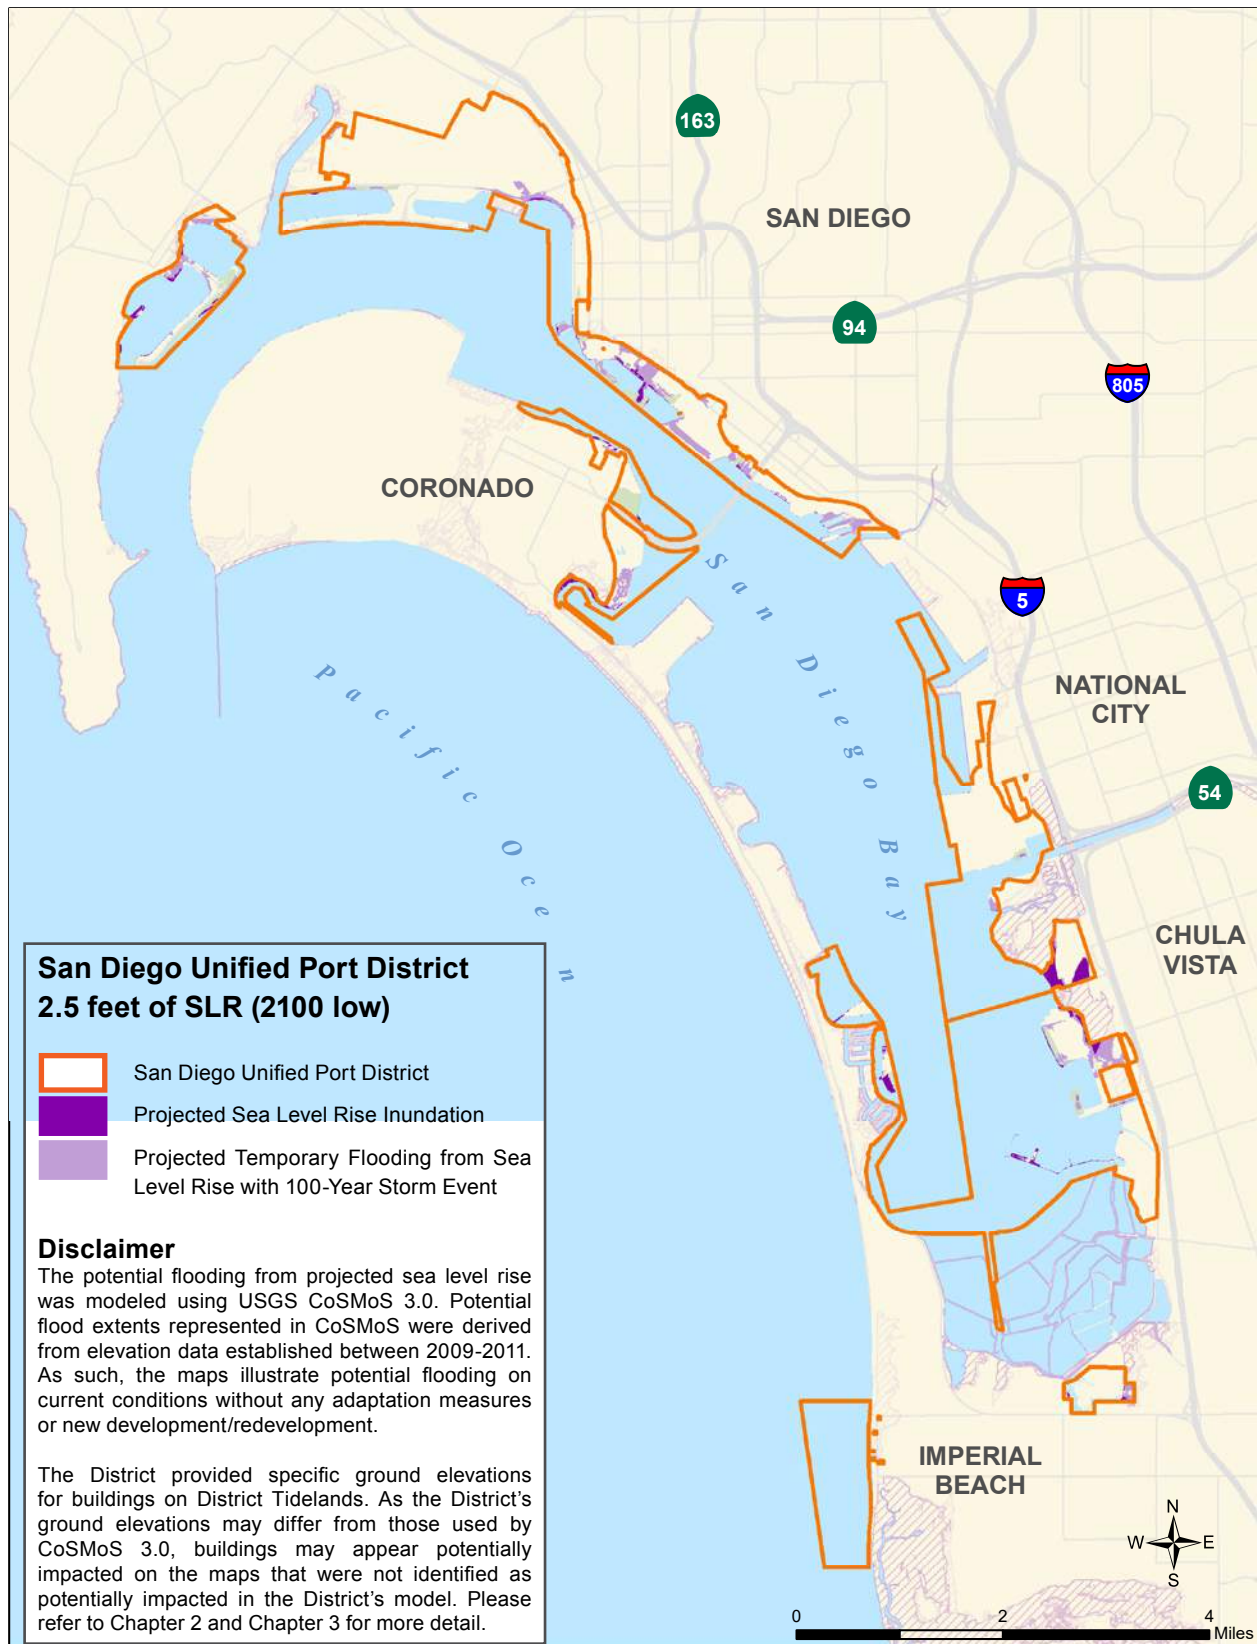 163
SAN DIEGO
94
805
CORONADO
San Diego Bay
5
Pacific Ocen
NATIONAL
CITY
54
CHULA
VISTA
San Diego Unified Port District
2.5 feet of SLR (2100 low)
San Diego Unified Port District
Projected Sea Level Rise Inundation
Projected Temporary Flooding from Sea
Level Rise with 100-Year Storm Event
Disclaimer
The potential flooding from projected sea level rise
was modeled using USGS CoSMoS 3.0. Potential
flood extents represented in CoSMoS were derived
from elevation data established between 2009-2011.
As such, the maps illustrate potential flooding on
current conditions without any adaptation measures
or new development/redevelopment.
The District provided specific ground elevations
for buildings on District Tidelands. As the District’s
ground elevations may differ from those used by
CoSMoS 3.0, buildings may appear potentially
impacted on the maps that were not identified as
potentially impacted in the District’s model. Please
refer to Chapter 2 and Chapter 3 for more detail.
IMPERIAL
BEACH
N
W E
S
0 2 4
Miles